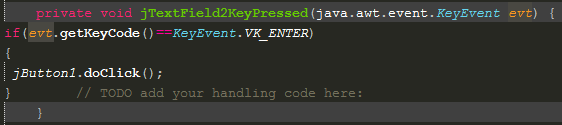 private void jTextField2KeyPressed(java.awt.event.KeyEvent evt) {
if(evt.getKeyCode()==KeyEvent.VK_ENTER)
{
jButton1.doClick();
} // TODO add your handling code here:
}